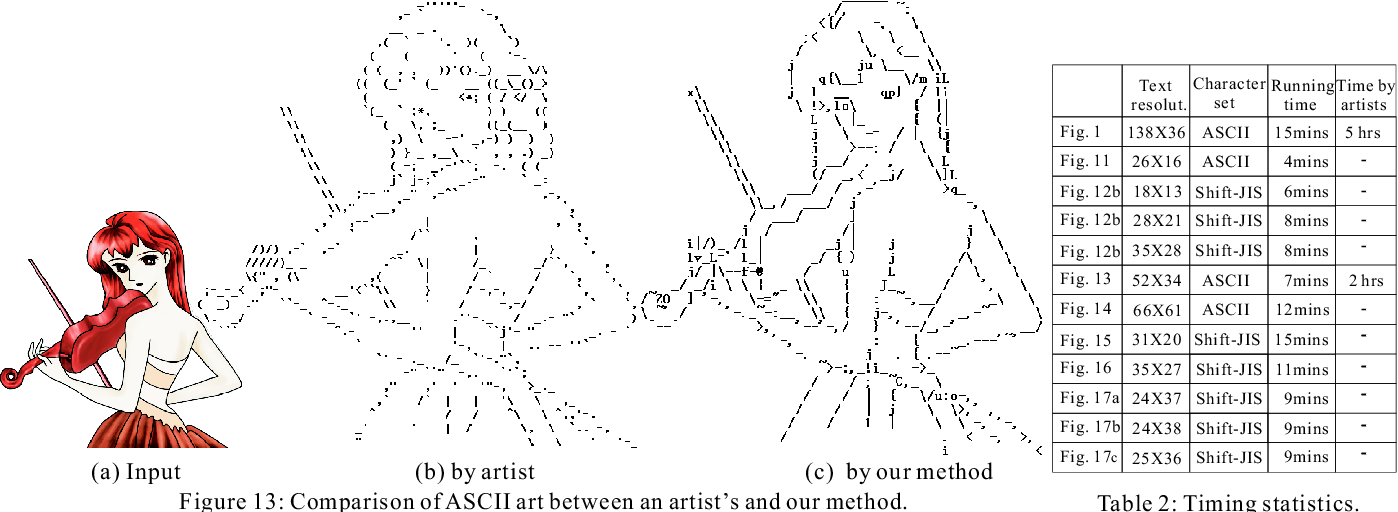 (a) Input
(b) by artist
(c) by our method
Figure 13: Comparison of ASCII art between an artist's and our method.
Text resolut. Character set Running time Time by artists
Fig. 1 138X36 ASCII 15mins 5 hrs
Fig. 11 26X16 ASCII 4mins -
Fig. 12b 18X13 Shift-JIS 6mins -
Fig. 12b 28X21 Shift-JIS 8mins -
Fig. 12b 35X28 Shift-JIS 8mins -
Fig. 13 52X34 ASCII 7mins 2 hrs
Fig. 14 66X61 ASCII 12mins -
Fig. 15 31X20 Shift-JIS 15mins -
Fig. 16 35X27 Shift-JIS 11mins -
Fig. 17a 24X37 Shift-JIS 9mins -
Fig. 17b 24X38 Shift-JIS 9mins -
Fig. 17c 25X36 Shift-JIS 9mins -
Table 2: Timing statistics.